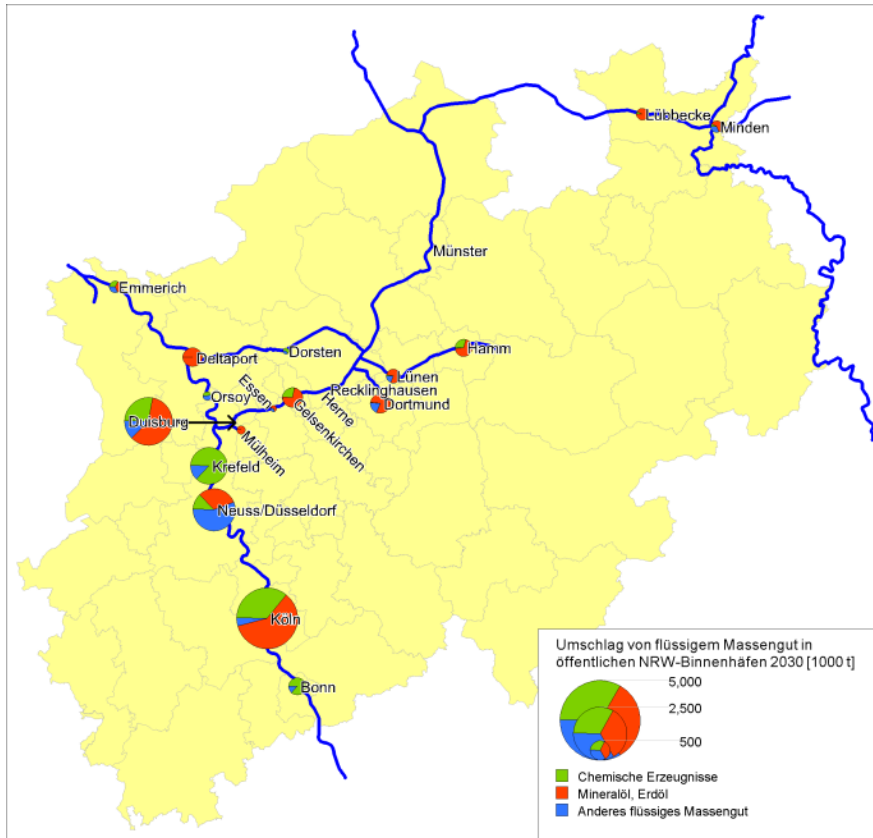 Lübbecke
Minden
Münster
Emmerich
Deltaport
Dorsten
Hamm
Lünen
Orsoy
Essen
Recklinghausen
Herne
Dortmund
Gelsenkirchen
Duisburg
Mülheim
Krefeld
Neuss/Düsseldorf
Köln
Bonn
Umschlag von flüssigem Massengut in
öffentlichen NRW-Binnenhäfen 2030 [1000 t]
5,000
2,500
500
Chemische Erzeugnisse
Mineralöl, Erdöl
Anderes flüssiges Massengut